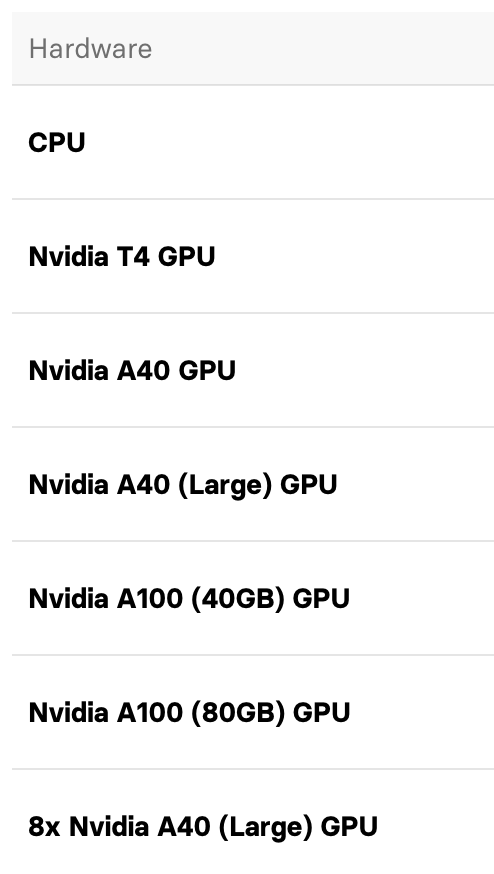 Hardware
CPU
Nvidia T4 GPU
Nvidia A40 GPU
Nvidia A40 (Large) GPU
Nvidia A100 (40GB) GPU
Nvidia A100 (80GB) GPU
8x Nvidia A40 (Large) GPU